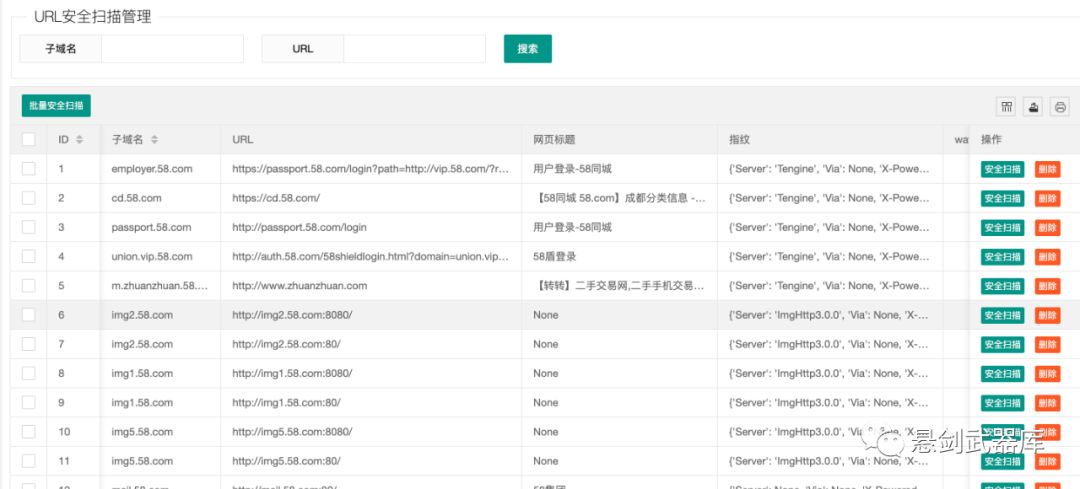 URL安全扫描管理
子域名 URL 搜索
批量安全扫描
ID 子域名 URL 网页标题 指纹 wa 操作
1 employer.58.com https://passport.58.com/login?path=http://vip.58.com/?r... 用户登录-58同城 {'Server': 'Tengine', 'Via': None, 'X-Powe... 安全扫描 删除
2 cd.58.com https://cd.58.com/ 【58同城 58.com】成都分类信息 -... {'Server': 'Tengine', 'Via': None, 'X-Powe... 安全扫描 删除
3 passport.58.com http://passport.58.com/login 用户登录-58同城 {'Server': 'Tengine', 'Via': None, 'X-Powe... 安全扫描 删除
4 union.vip.58.com http://auth.58.com/58shieldlogin.html?domain=union.vip... 58盾登录 {'Server': 'Tengine', 'Via': None, 'X-Powe... 安全扫描 删除
5 m.zhuanzhuan.58.... http://www.zhuanzhuan.com 【转转】二手交易网,二手手机交易... {'Server': 'Tengine', 'Via': None, 'X-Powe... 安全扫描 删除
6 img2.58.com http://img2.58.com:8080/ None {'Server': 'ImgHttp3.0.0', 'Via': None, 'X-... 安全扫描 删除
7 img2.58.com http://img2.58.com:80/ None {'Server': 'ImgHttp3.0.0', 'Via': None, 'X-... 安全扫描 删除
8 img1.58.com http://img1.58.com:8080/ None {'Server': 'ImgHttp3.0.0', 'Via': None, 'X-... 安全扫描 删除
9 img1.58.com http://img1.58.com:80/ None {'Server': 'ImgHttp3.0.0', 'Via': None, 'X-... 安全扫描 删除
10 img5.58.com http://img5.58.com:8080/ None {'Server': 'ImgHttp3.0.0', 'Via': None, 'X-... 安全扫描 删除
悬剑武器库
11 img5.58.com http://img5.58.com:80/ None {'Server': 'ImgHttp3.0.0', 'Via': None, 'X-... 安全扫描 删除